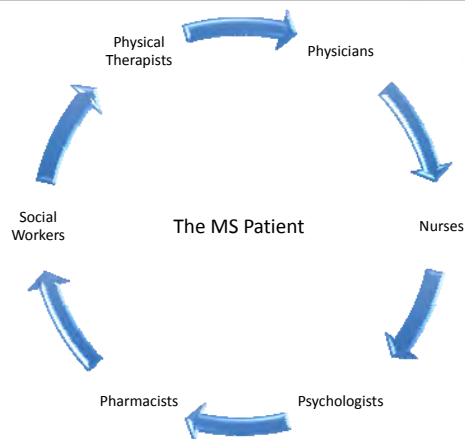 Physical
Therapists
Physicians
Social
Workers
The MS Patient
Nurses
Pharmacists
Psychologists